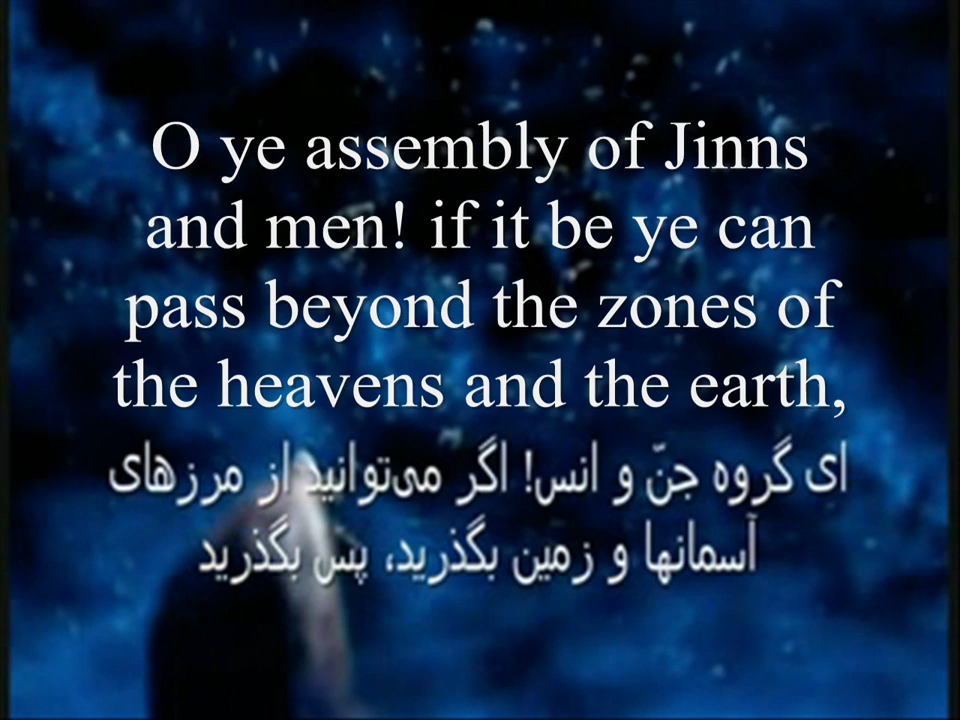 O ye assembly of Jinns
and men! if it be ye can
pass beyond the zones of
the heavens and the earth,
ای گروه جنّ و انس! اگر می‌توانید از مرزهای
آسمانها و زمین بگذرید، پس بگذرید